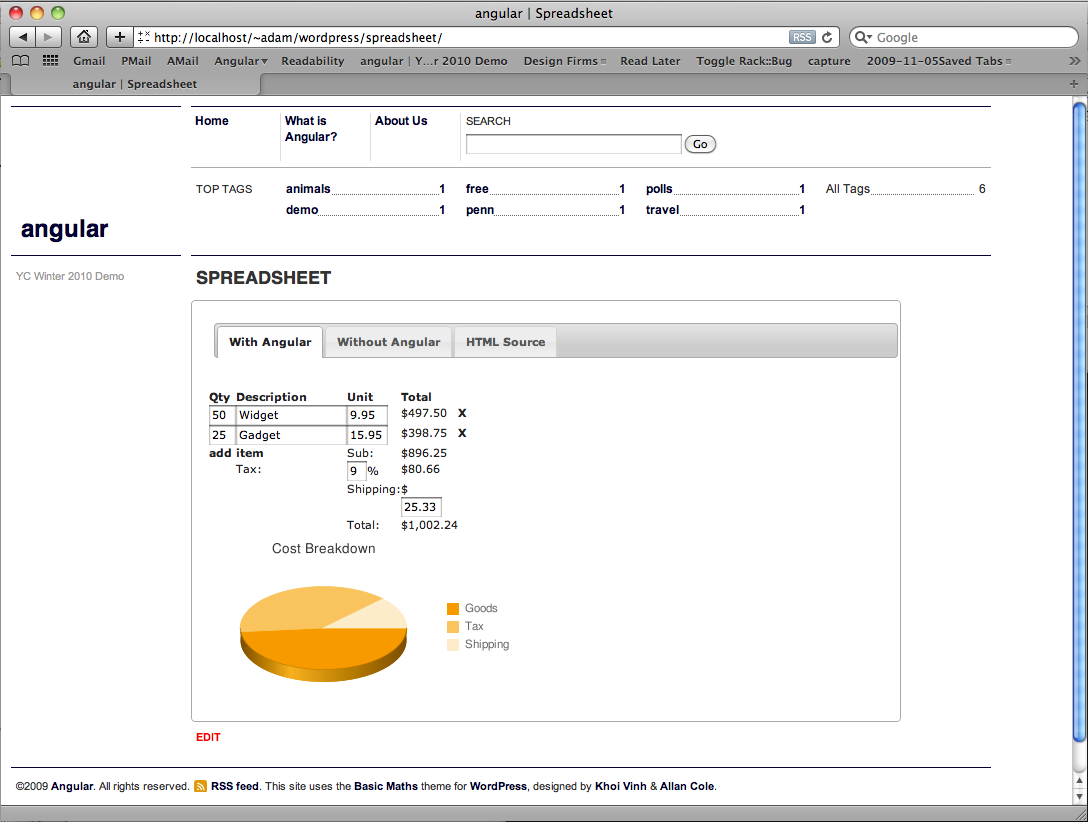 angular | Spreadsheet
http://localhost/~adam/wordpress/spreadsheet/
RSS
Google
Gmail PMail AMail Angular▾ Readability angular | Y...r 2010 Demo Design Firms Read Later Toggle Rack::Bug capture 2009-11-05Saved Tabs
angular | Spreadsheet
Home
What is
Angular?
About Us
SEARCH
Go
TOP TAGS
animals 1 free 1 polls 1 All Tags 6
demo 1 penn 1 travel 1
angular
YC Winter 2010 Demo
SPREADSHEET
With Angular Without Angular HTML Source
Qty Description Unit Total
50 Widget 9.95 $497.50 X
25 Gadget 15.95 $398.75 X
add item Sub: $896.25
Tax: 9 % $80.66
Shipping: $
25.33
Total: $1,002.24
Cost Breakdown
Goods
Tax
Shipping
EDIT
©2009 Angular. All rights reserved. RSS feed. This site uses the Basic Maths theme for WordPress, designed by Khoi Vinh & Allan Cole.